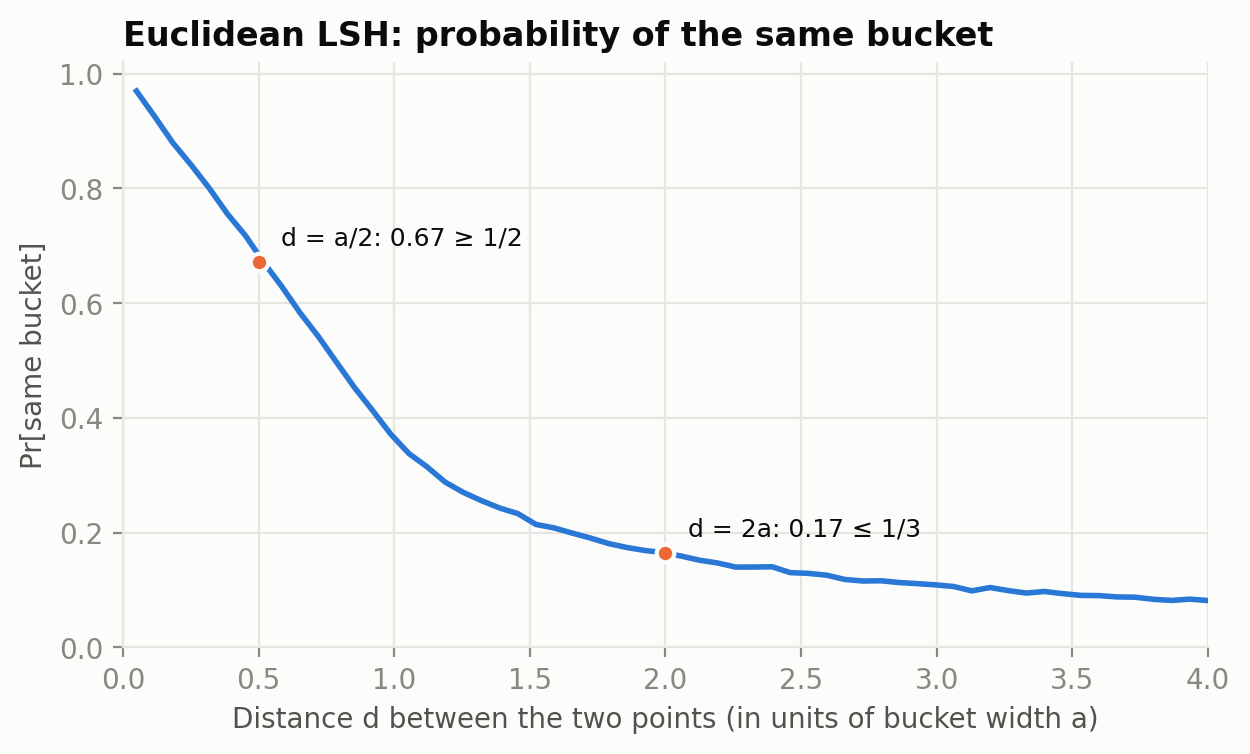 Euclidean LSH: probability of the same bucket
Pr[same bucket]
1.0
0.8
0.6
0.4
0.2
0.0
d = a/2: 0.67 ≥ 1/2
d = 2a: 0.17 ≤ 1/3
0.0 0.5 1.0 1.5 2.0 2.5 3.0 3.5 4.0
Distance d between the two points (in units of bucket width a)